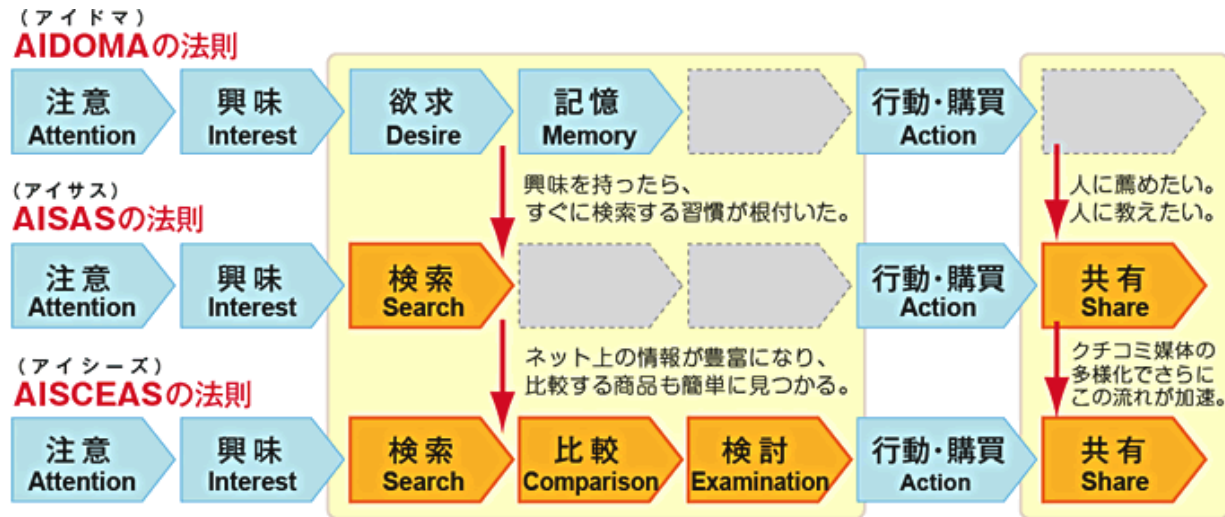 (アイドマ)
AIDOMAの法則
注意
Attention
興味
Interest
欲求
Desire
記憶
Memory
行動・購買
Action
興味を持ったら、
すぐに検索する習慣が根付いた。
人に薦めたい。
人に教えたい。
(アイサス)
AISASの法則
注意
Attention
興味
Interest
検索
Search
行動・購買
Action
共有
Share
ネット上の情報が豊富になり、
比較する商品も簡単に見つかる。
クチコミ媒体の
多様化でさらに
この流れが加速。
(アイシーズ)
AISCEASの法則
注意
Attention
興味
Interest
検索
Search
比較
Comparison
検討
Examination
行動・購買
Action
共有
Share